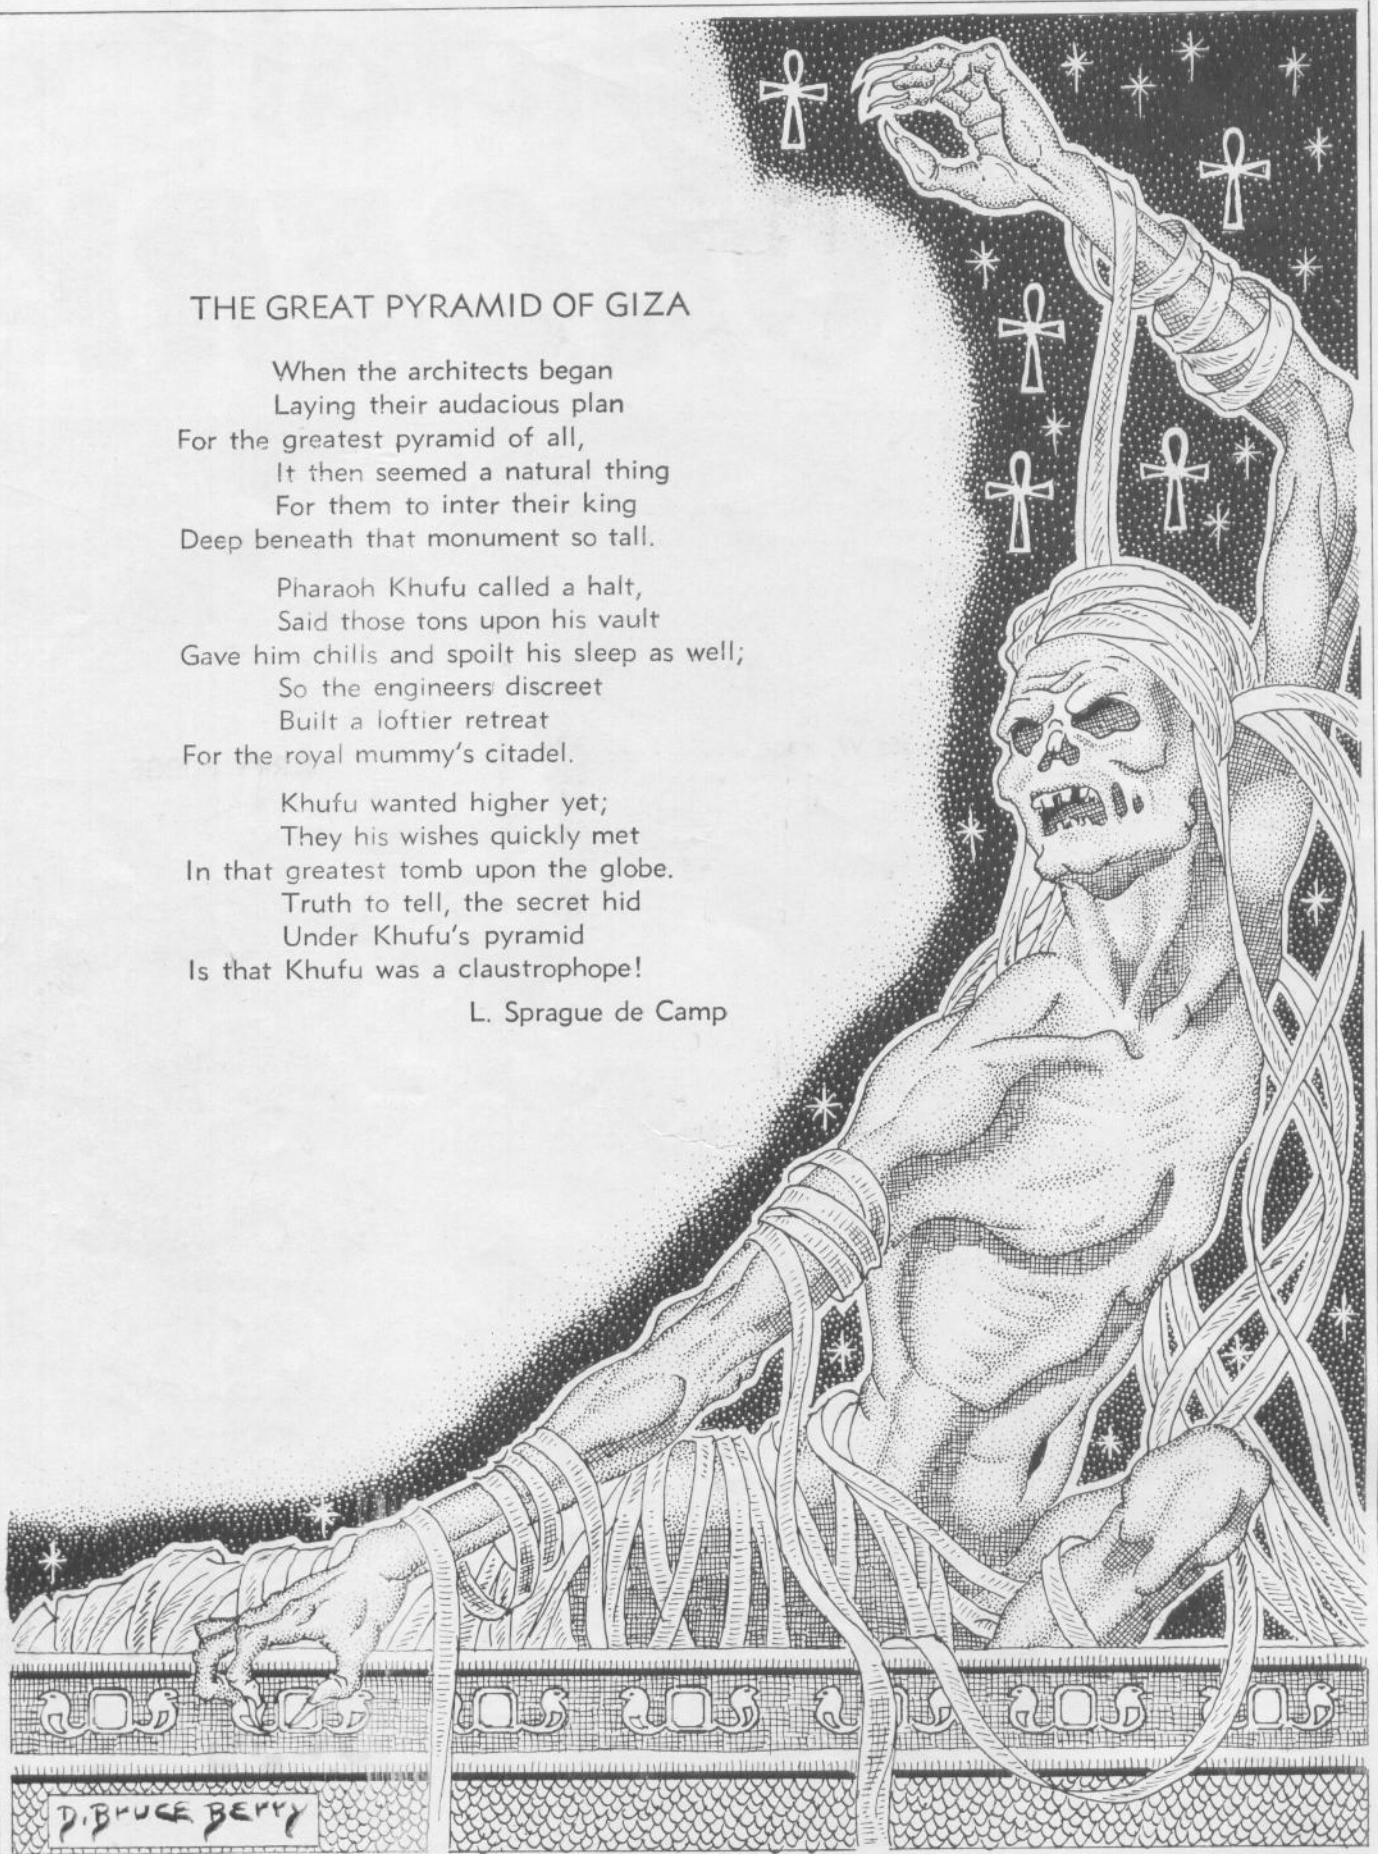 THE GREAT PYRAMID OF GIZA
When the architects began
Laying their audacious plan
For the greatest pyramid of all,
It then seemed a natural thing
For them to inter their king
Deep beneath that monument so tall.
Pharaoh Khufu called a halt,
Said those tons upon his vault
Gave him chills and spoilt his sleep as well;
So the engineers discreet
Built a loftier retreat
For the royal mummy's citadel.
Khufu wanted higher yet;
They his wishes quickly met
In that greatest tomb upon the globe.
Truth to tell, the secret hid
Under Khufu's pyramid
Is that Khufu was a claustrophope!
L. Sprague de Camp
D. BRUCE BERRY